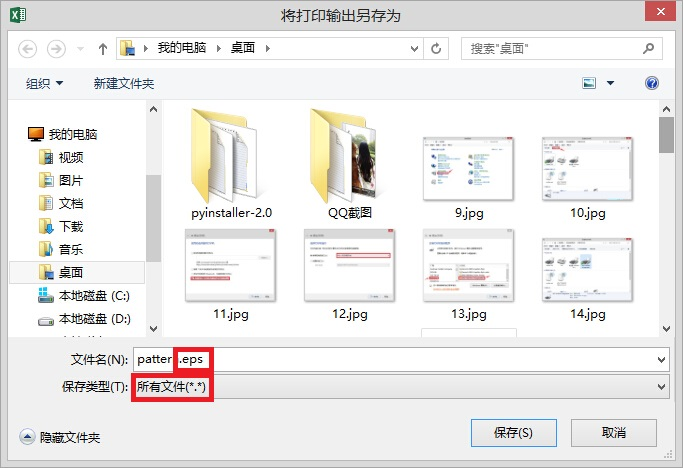 将打印输出另存为
我的电脑 桌面
搜索"桌面"
组织 新建文件夹
我的电脑
视频
图片
文档
下载
音乐
桌面
本地磁盘 (C:)
本地磁盘 (D:)
pyinstaller-2.0 QQ截图 9.jpg 10.jpg
11.jpg 12.jpg 13.jpg 14.jpg
文件名(N): patter .eps
保存类型(T): 所有文件(*.*)
隐藏文件夹 保存(S) 取消